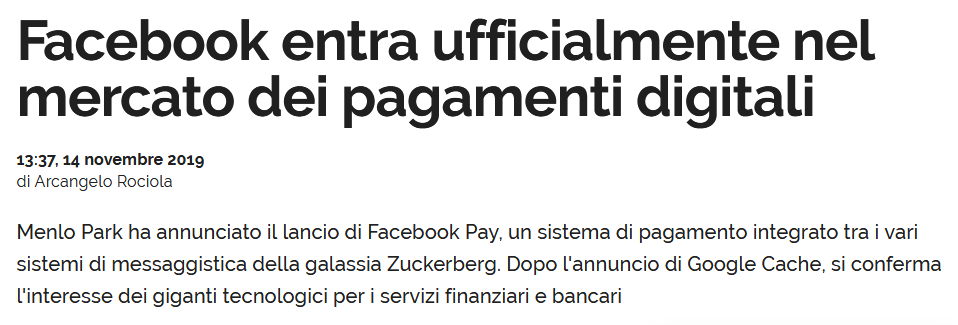 Facebook entra ufficialmente nel
mercato dei pagamenti digitali
13:37, 14 novembre 2019
di Arcangelo Rociola
Menlo Park ha annunciato il lancio di Facebook Pay, un sistema di pagamento integrato tra i vari
sistemi di messaggistica della galassia Zuckerberg. Dopo l'annuncio di Google Cache, si conferma
l'interesse dei giganti tecnologici per i servizi finanziari e bancari